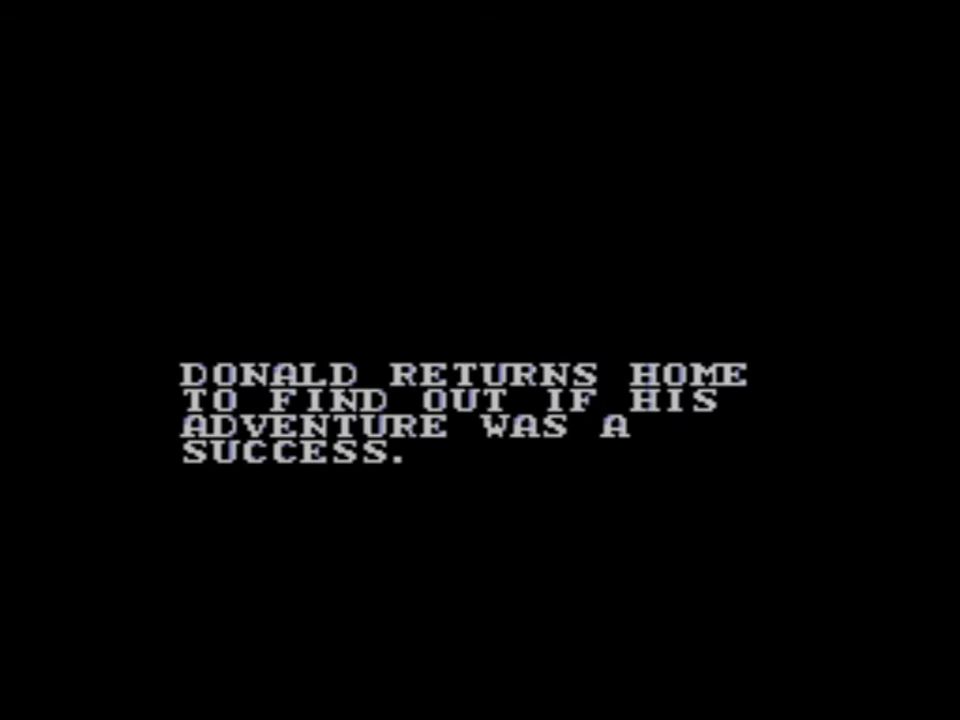 DONALD RETURNS HOME
TO FIND OUT IF HIS
ADVENTURE WAS A
SUCCESS.